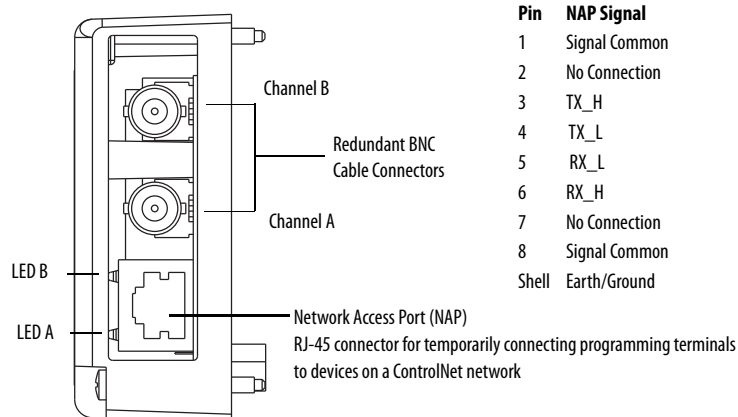 Channel B
Redundant BNC
Cable Connectors
Channel A
LED B
LED A
Network Access Port (NAP)
RJ-45 connector for temporarily connecting programming terminals
to devices on a ControlNet network
Pin NAP Signal
1 Signal Common
2 No Connection
3 TX_H
4 TX_L
5 RX_L
6 RX_H
7 No Connection
8 Signal Common
Shell Earth/Ground